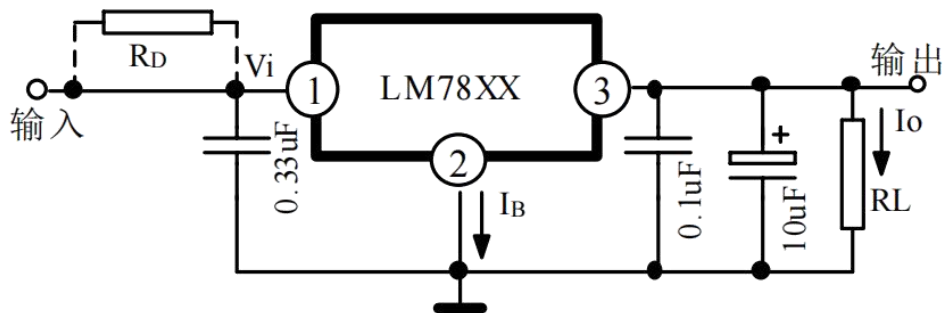 RD
Vi
输入
1
LM78XX
3
输出
2
0.33uF
IB
0.1uF
+
10uF
Io
RL